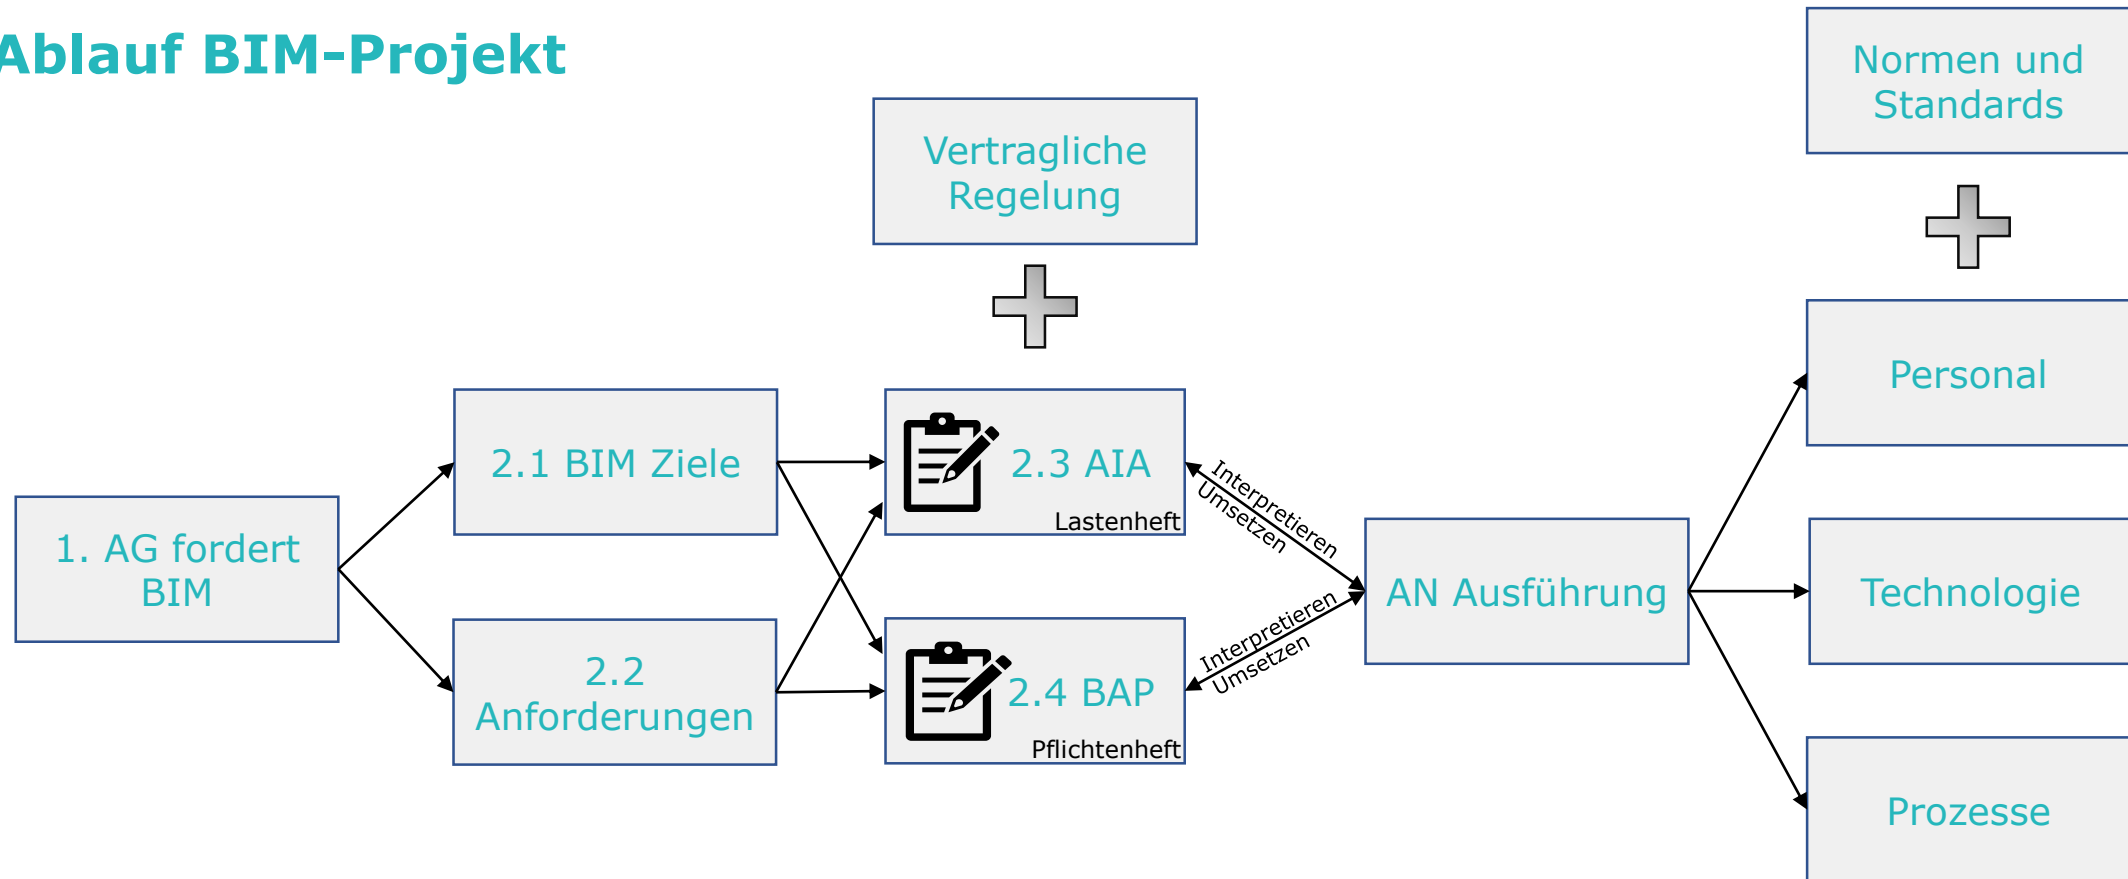 Ablauf BIM-Projekt
Normen und
Standards
Vertragliche
Regelung
1. AG fordert
BIM
2.1 BIM Ziele
2.2
Anforderungen
2.3 AIA
Lastenheft
2.4 BAP
Pflichtenheft
Interpretieren
Umsetzen
Interpretieren
Umsetzen
AN Ausführung
Personal
Technologie
Prozesse